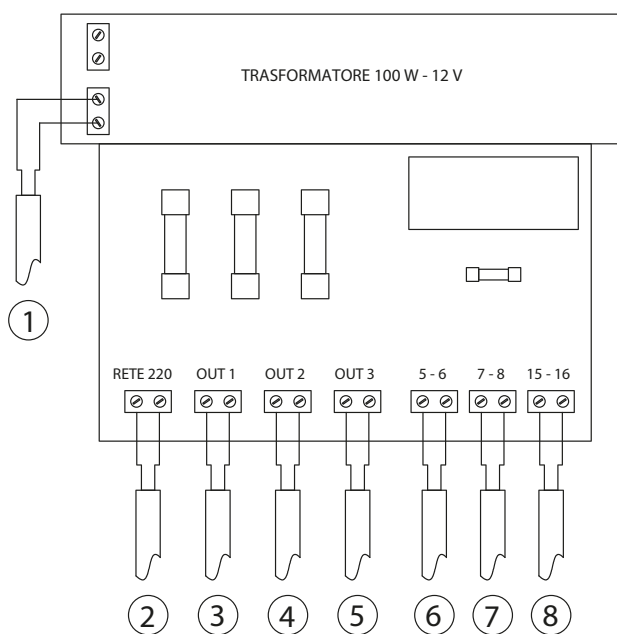 TRASFORMATORE 100 W - 12 V
1
RETE 220 OUT 1 OUT 2 OUT 3 5 - 6 7 - 8 15 - 16
2 3 4 5 6 7 8